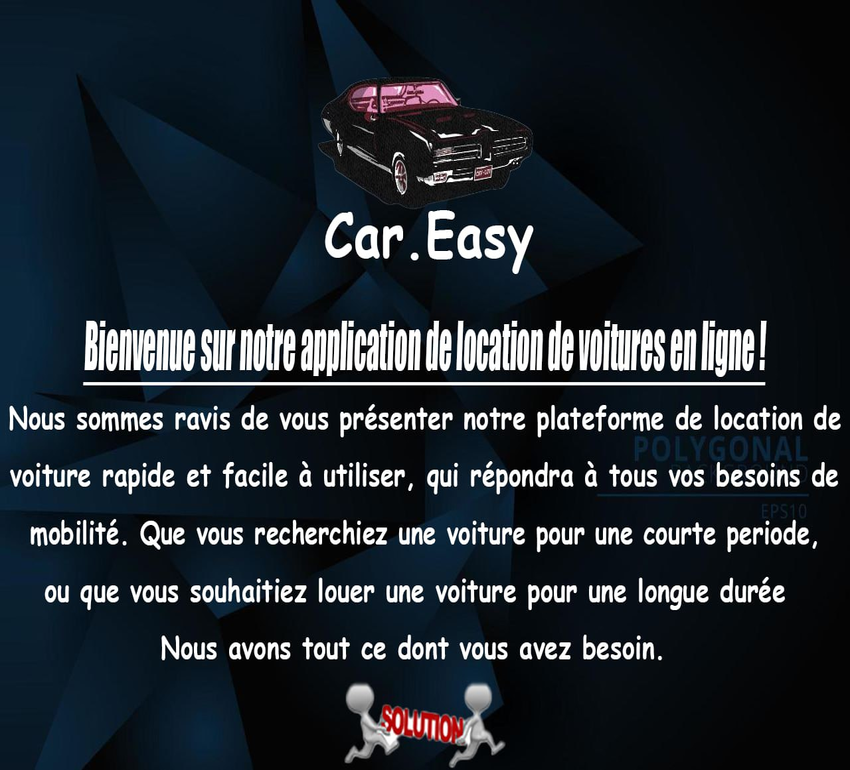 Car.Easy
Bienvenue sur notre application de location de voitures en ligne !
Nous sommes ravis de vous présenter notre plateforme de location de
voiture rapide et facile à utiliser, qui répondra à tous vos besoins de
mobilité. Que vous recherchiez une voiture pour une courte periode,
ou que vous souhaitiez louer une voiture pour une longue durée
Nous avons tout ce dont vous avez besoin.
POLYGONAL
EPS10
SOLUTION